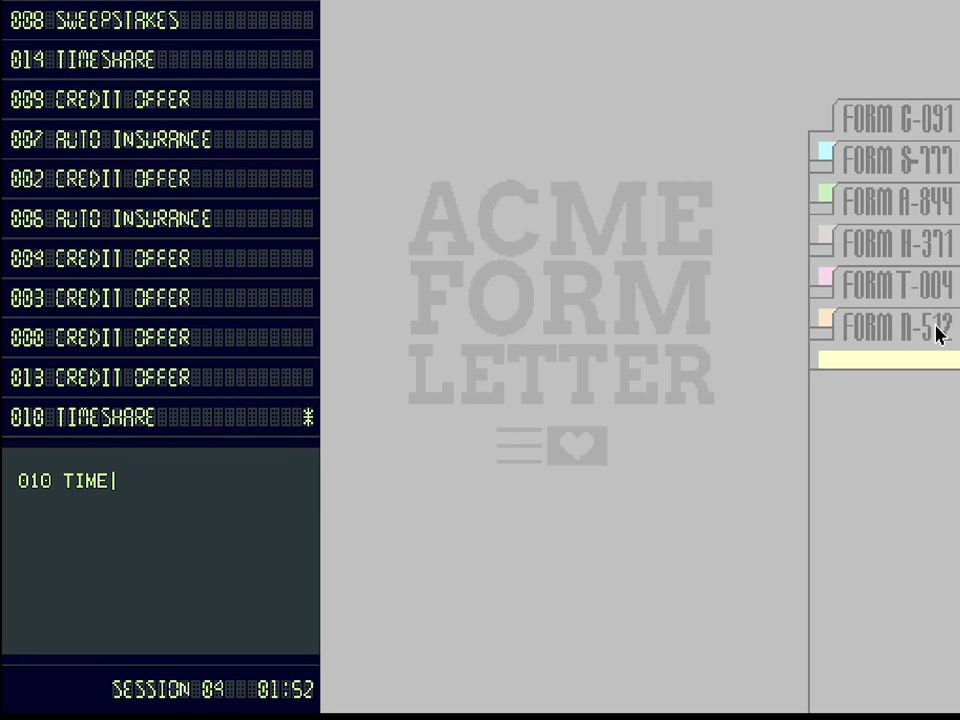 008 SWEEPSTAKES
014 TIMESHARE
009 CREDIT OFFER
007 AUTO INSURANCE
002 CREDIT OFFER
006 AUTO INSURANCE
004 CREDIT OFFER
003 CREDIT OFFER
000 CREDIT OFFER
013 CREDIT OFFER
010 TIMESHARE *
010 TIME|
SESSION 04 01:52
ACME
FORM
LETTER
FORM C-091
FORM S-777
FORM A-844
FORM H-371
FORM T-004
FORM N-512